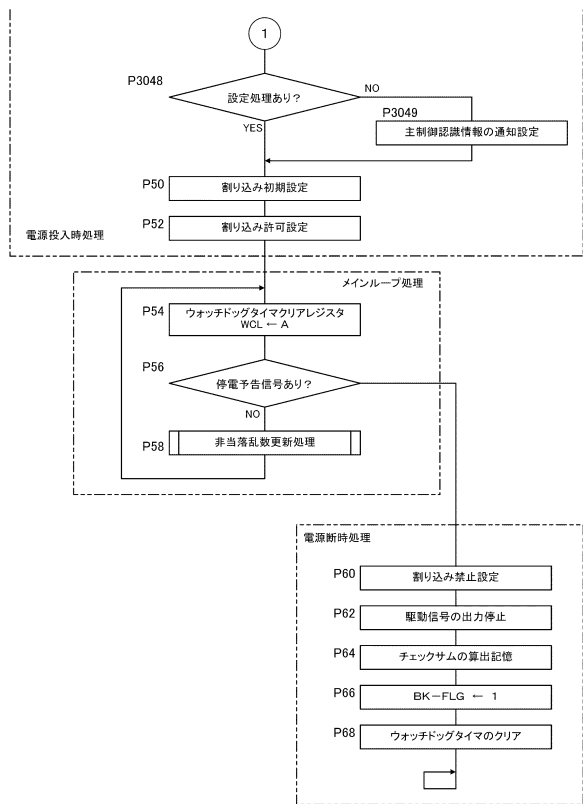 1
P3048
設定処理あり？
NO
YES
P3049
主制御認識情報の通知設定
P50
割り込み初期設定
P52
割り込み許可設定
電源投入時処理
メインループ処理
P54
ウォッチドッグタイマクリアレジスタ
WCL ← A
P56
停電予告信号あり？
NO
P58
非当落乱数更新処理
電源断時処理
P60
割り込み禁止設定
P62
駆動信号の出力停止
P64
チェックサムの算出記憶
P66
BK－FLG ← 1
P68
ウォッチドッグタイマのクリア